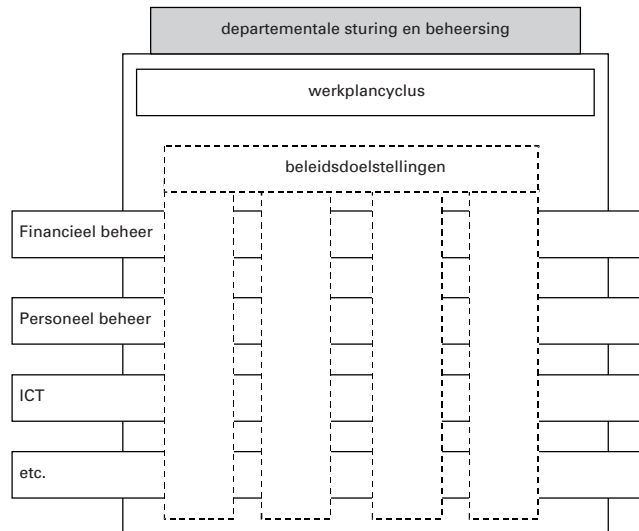 departementale sturing en beheersing
werkplancyclus
beleidsdoelstellingen
Financieel beheer
Personeel beheer
ICT
etc.